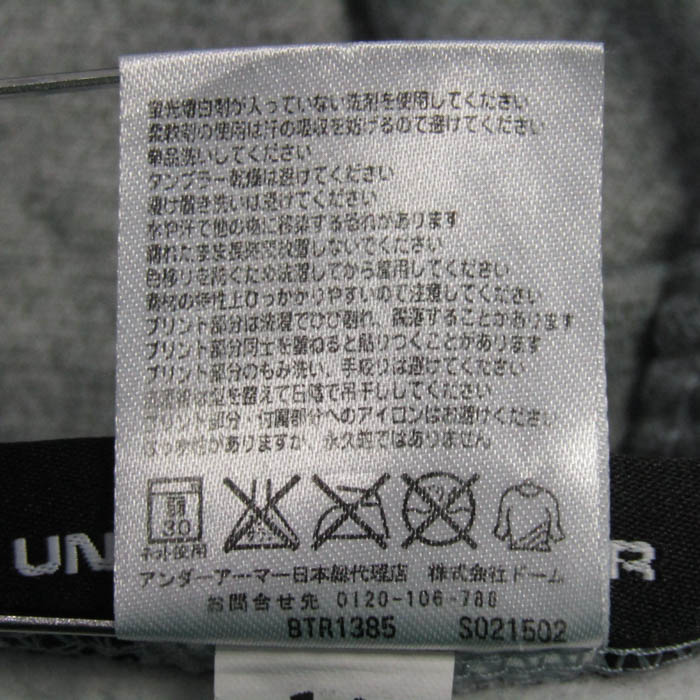 蛍光増白剤が入っていない洗剤を使用してください
柔軟剤の使用は汗の吸収を妨げるので避けてください
単品洗いしてください
タンブラー乾燥は避けてください
漬け置き洗いは避けてください
水や汗で他の物に移染する恐れがあります
濡れたまま長時間放置しないでください
色移りを防ぐため洗濯してから着用してください
素材の特性上ひっかかりやすいので注意してください
プリント部分は洗濯でひび割れ、脱落することがあります
プリント部分同士を重ねると貼りつくことがあります
プリント部分のもみ洗い、手絞りは避けてください
は形を整えて日陰で吊干ししてください
プリント部分・付属部分へのアイロンはお避けください
はっ水性がありますが、永久的ではありません
弱
30
ネット使用
UN R
アンダーアーマー日本総代理店 株式会社ドーム
お問合せ先 0120-106-788
BTR1385 S021502